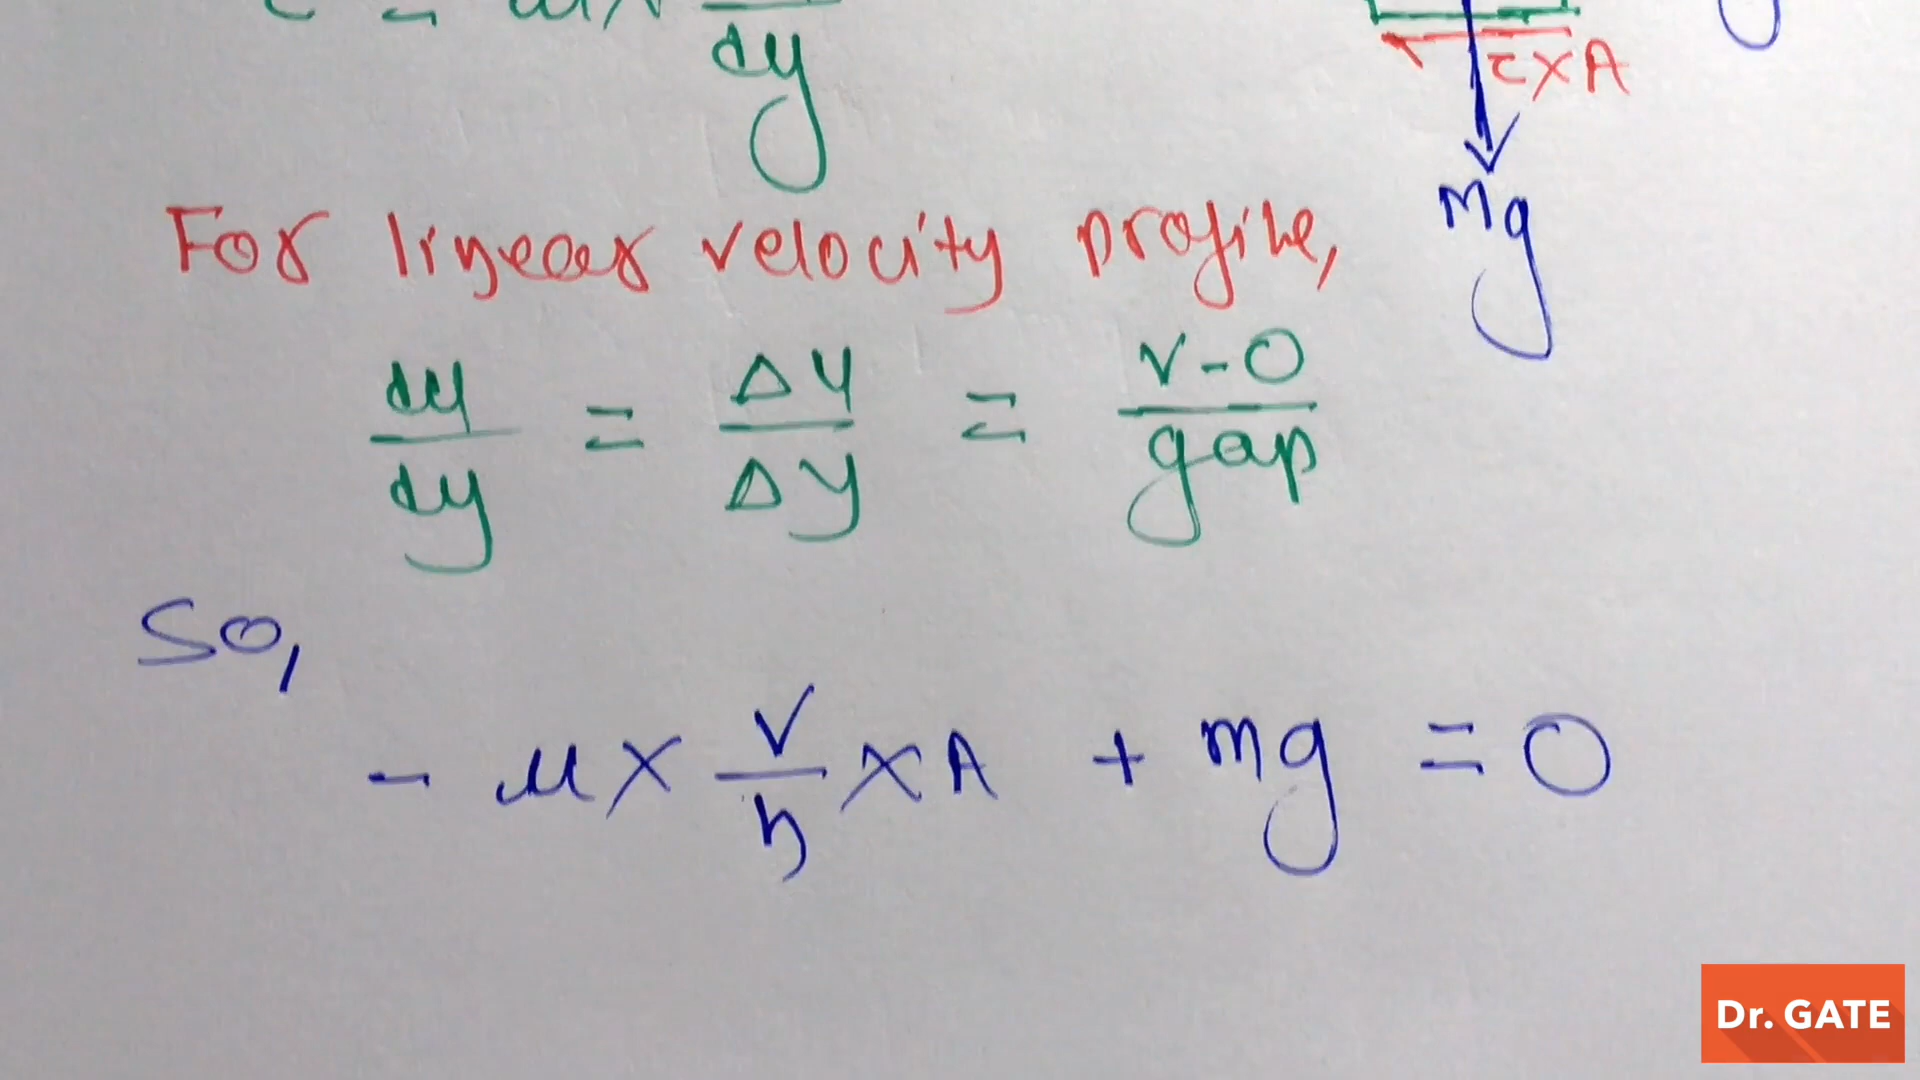 dy
τ×A
mg
For linear velocity profile,
du/dy = Δu/Δy = v-0/gap
So,
- μ × v/h × A + mg = 0
Dr. GATE